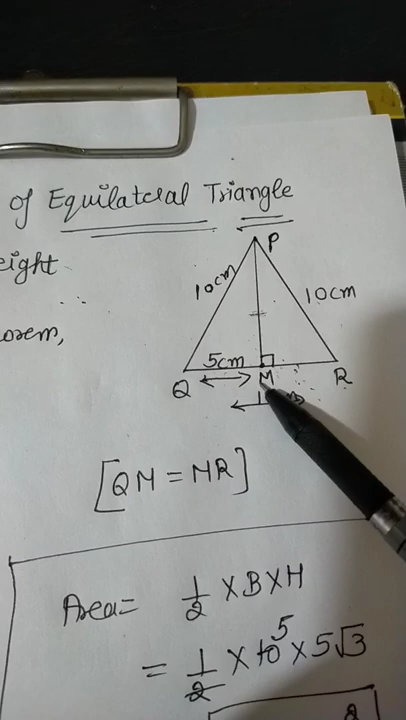 of Equilateral Triangle
eight
orem,
P
10cm
10cm
5cm
Q
M
R
[QM = MR]
Area = 1/2 × B × H
= 1/2 × 10 5 × 5√3
2